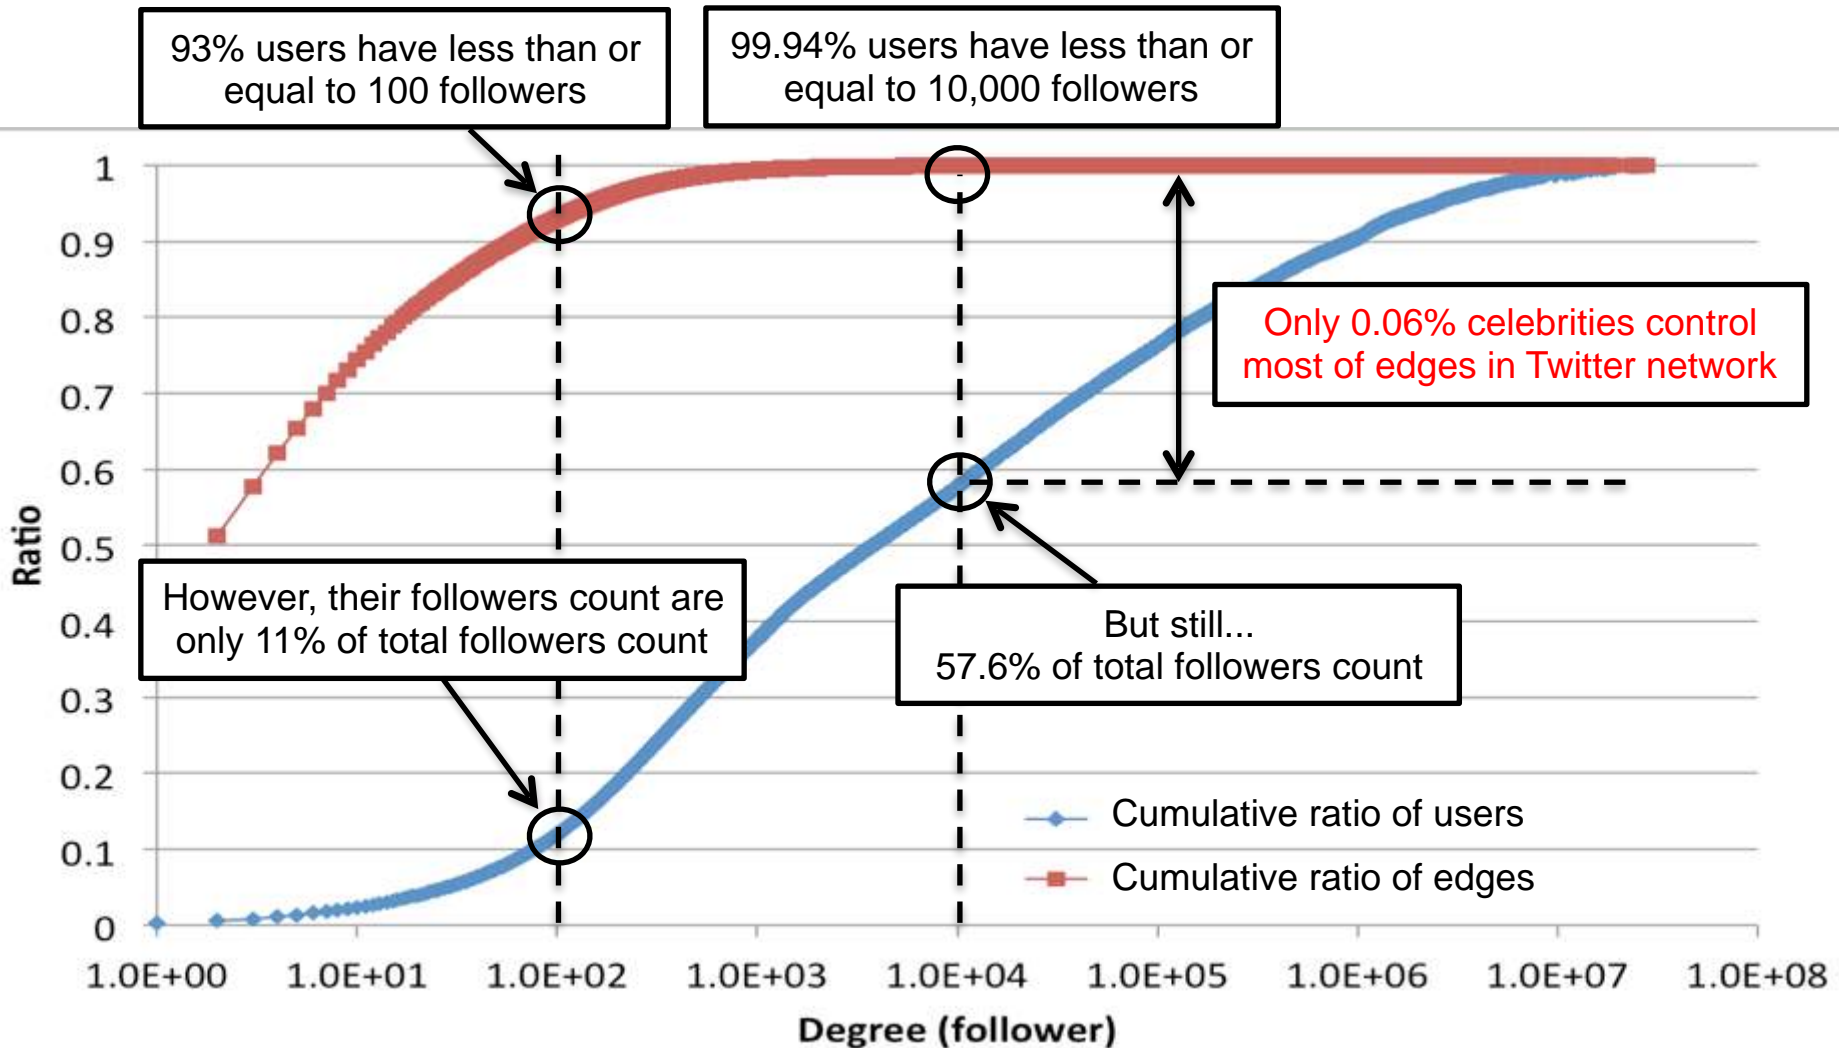 93% users have less than or
equal to 100 followers
99.94% users have less than or
equal to 10,000 followers
1
0.9
0.8
0.7
0.6
0.5
0.4
0.3
0.2
0.1
0
Ratio
Only 0.06% celebrities control
most of edges in Twitter network
However, their followers count are
only 11% of total followers count
But still...
57.6% of total followers count
Cumulative ratio of users
Cumulative ratio of edges
1.0E+00 1.0E+01 1.0E+02 1.0E+03 1.0E+04 1.0E+05 1.0E+06 1.0E+07 1.0E+08
Degree (follower)